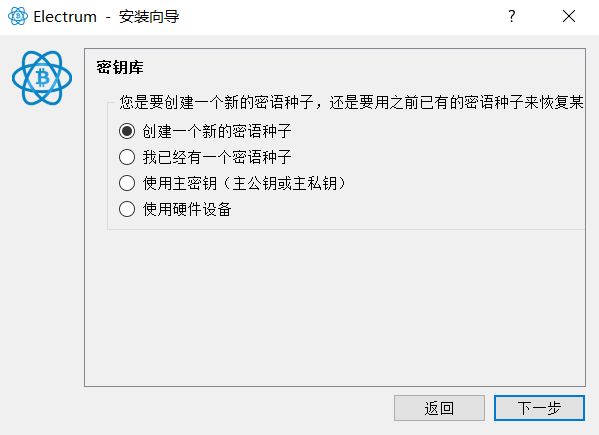 Electrum - 安装向导
密钥库
您是要创建一个新的密语种子，还是要用之前已有的密语种子来恢复某
创建一个新的密语种子
我已经有一个密语种子
使用主密钥（主公钥或主私钥）
使用硬件设备
返回
下一步